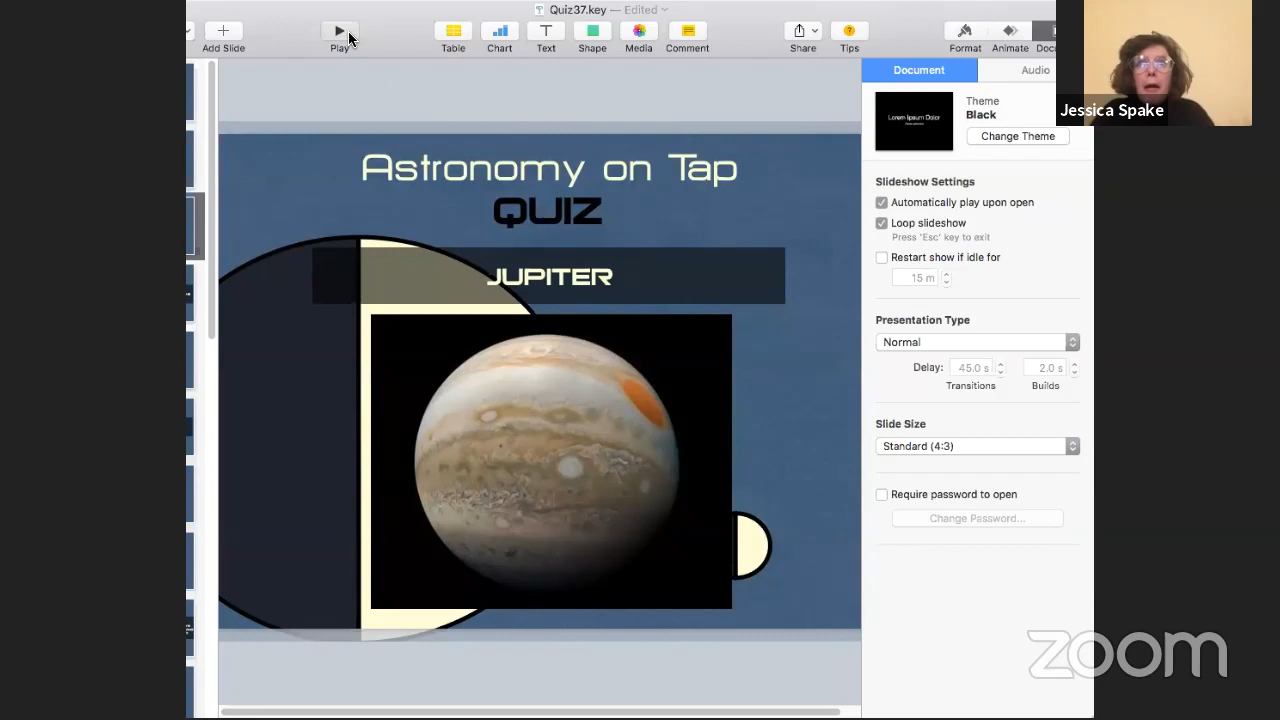 Quiz37.key — Edited
Add Slide
Play
Table
Chart
Text
Shape
Media
Comment
Share
Tips
Format
Animate
Document
Audio
Jessica Spake
Lorem Ipsum Dolor
Theme
Black
Change Theme
Astronomy on Tap
QUIZ
JUPITER
Slideshow Settings
Automatically play upon open
Loop slideshow
Press 'Esc' key to exit
Restart show if idle for
15 m
Presentation Type
Normal
Delay: 45.0 s 2.0 s
Transitions Builds
Slide Size
Standard (4:3)
Require password to open
Change Password...
zoom